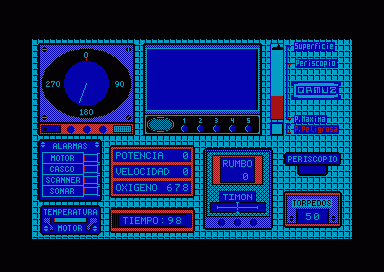 0
270 90
180
1 2 3 4 5
Superficie
Periscopio
GAMUZ
P.Maxima
P.Peligrosa
ALARMAS
MOTOR
CASCO
SCANNER
SONAR
TEMPERATURA
MOTOR
POTENCIA 0
VELOCIDAD 0
OXIGENO 678
TIEMPO:98
RUMBO
0
TIMON
PERISCOPIO
TORPEDOS
50